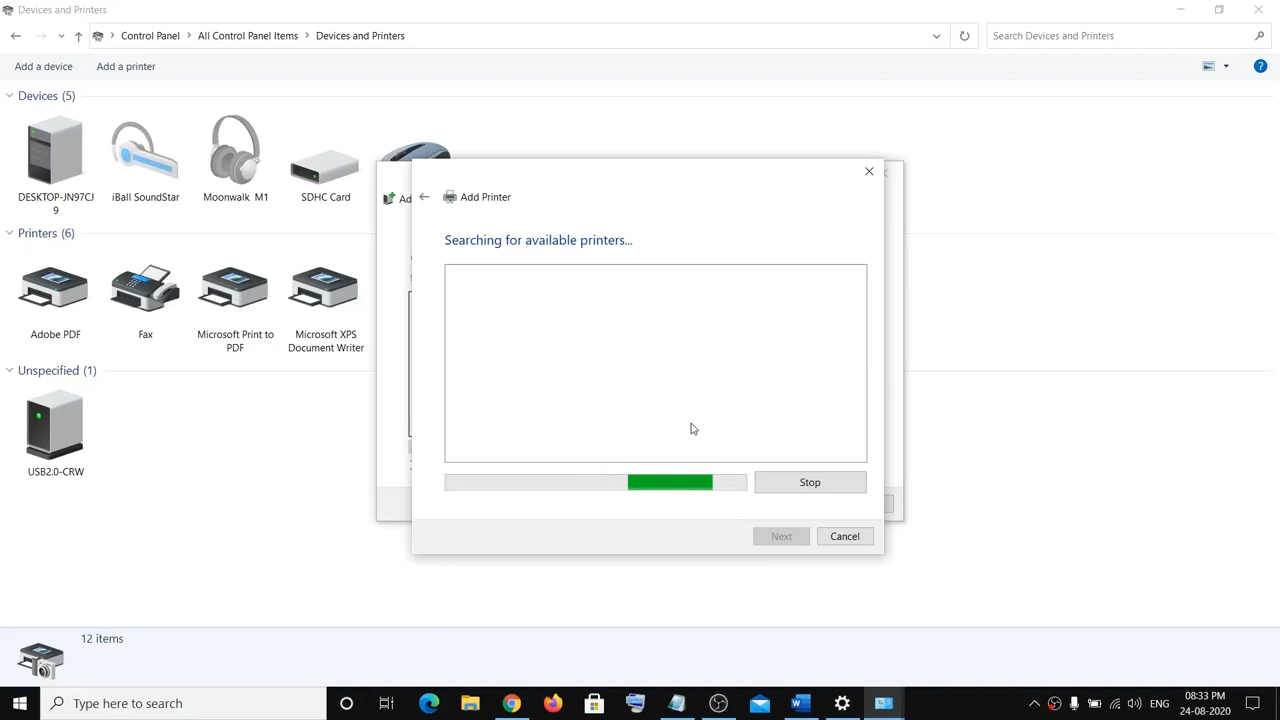 Devices and Printers
Control Panel > All Control Panel Items > Devices and Printers
Search Devices and Printers
Add a device
Add a printer
Devices (5)
DESKTOP-JN97CJ
9
iBall SoundStar
Moonwalk M1
SDHC Card
Printers (6)
Adobe PDF
Fax
Microsoft Print to
PDF
Microsoft XPS
Document Writer
Unspecified (1)
USB2.0-CRW
Ad
Add Printer
Searching for available printers...
Stop
Next
Cancel
12 items
Type here to search
ENG
08:33 PM
24-08-2020